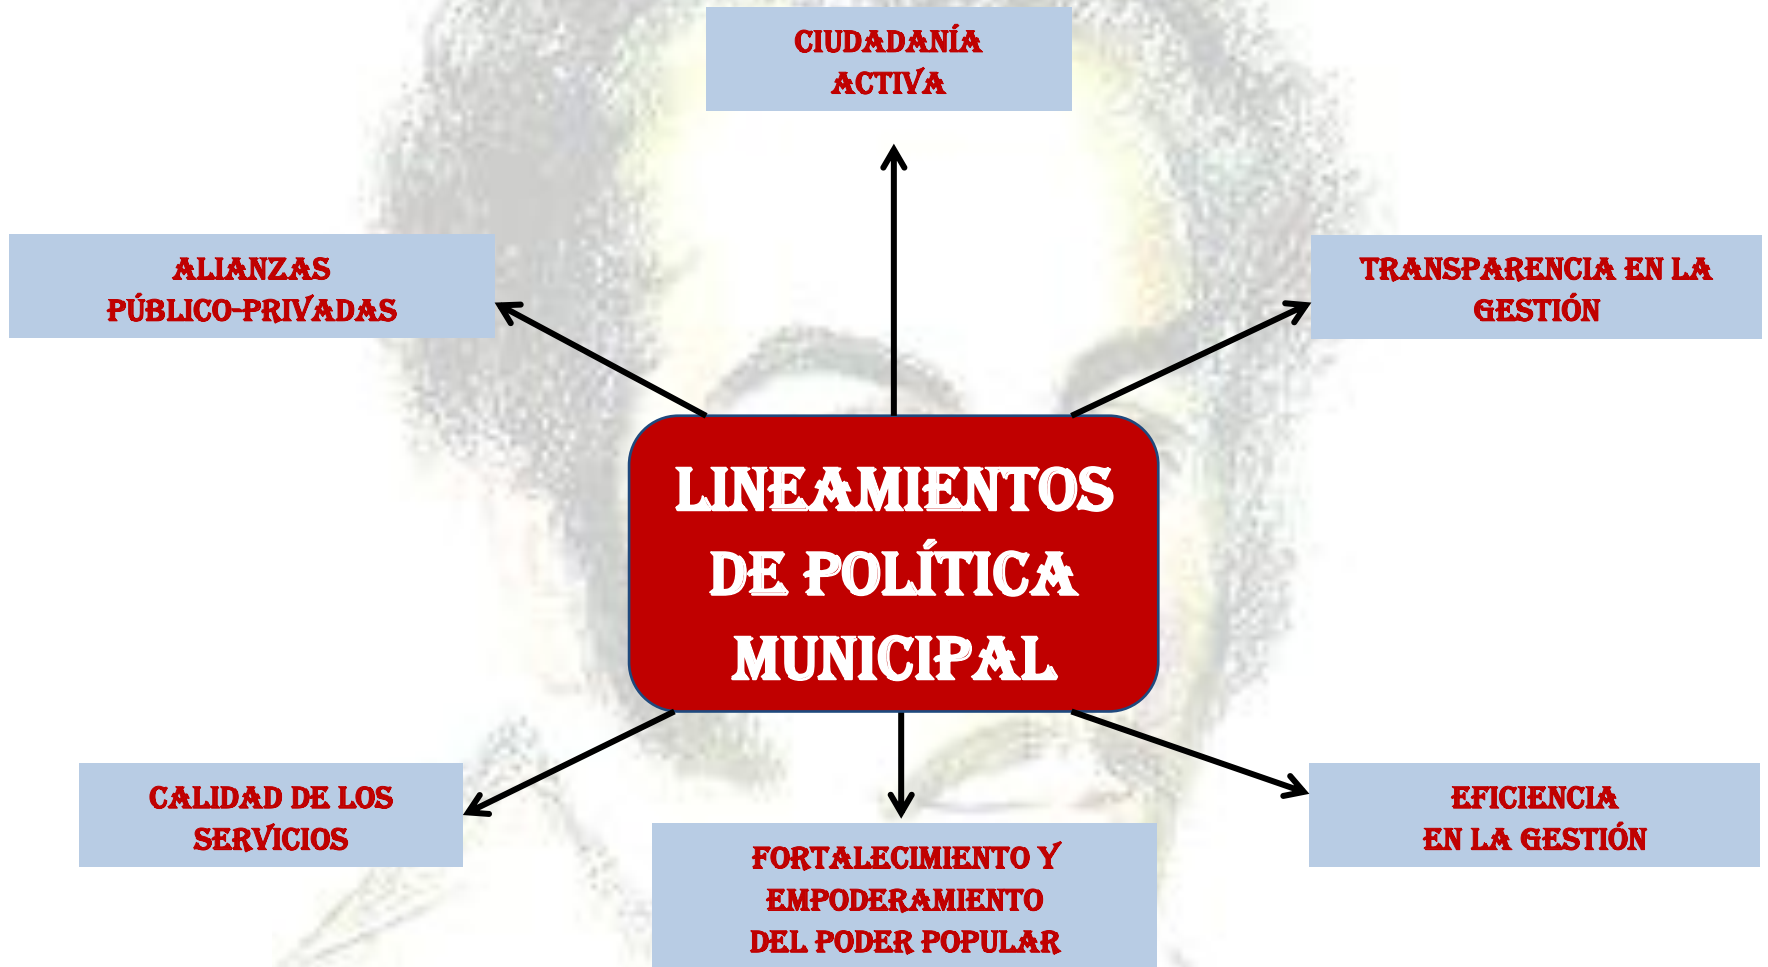 CIUDADANÍA
ACTIVA
ALIANZAS
PÚBLICO-PRIVADAS
TRANSPARENCIA EN LA
GESTIÓN
LINEAMIENTOS
DE POLÍTICA
MUNICIPAL
CALIDAD DE LOS
SERVICIOS
FORTALECIMIENTO Y
EMPODERAMIENTO
DEL PODER POPULAR
EFICIENCIA
EN LA GESTIÓN